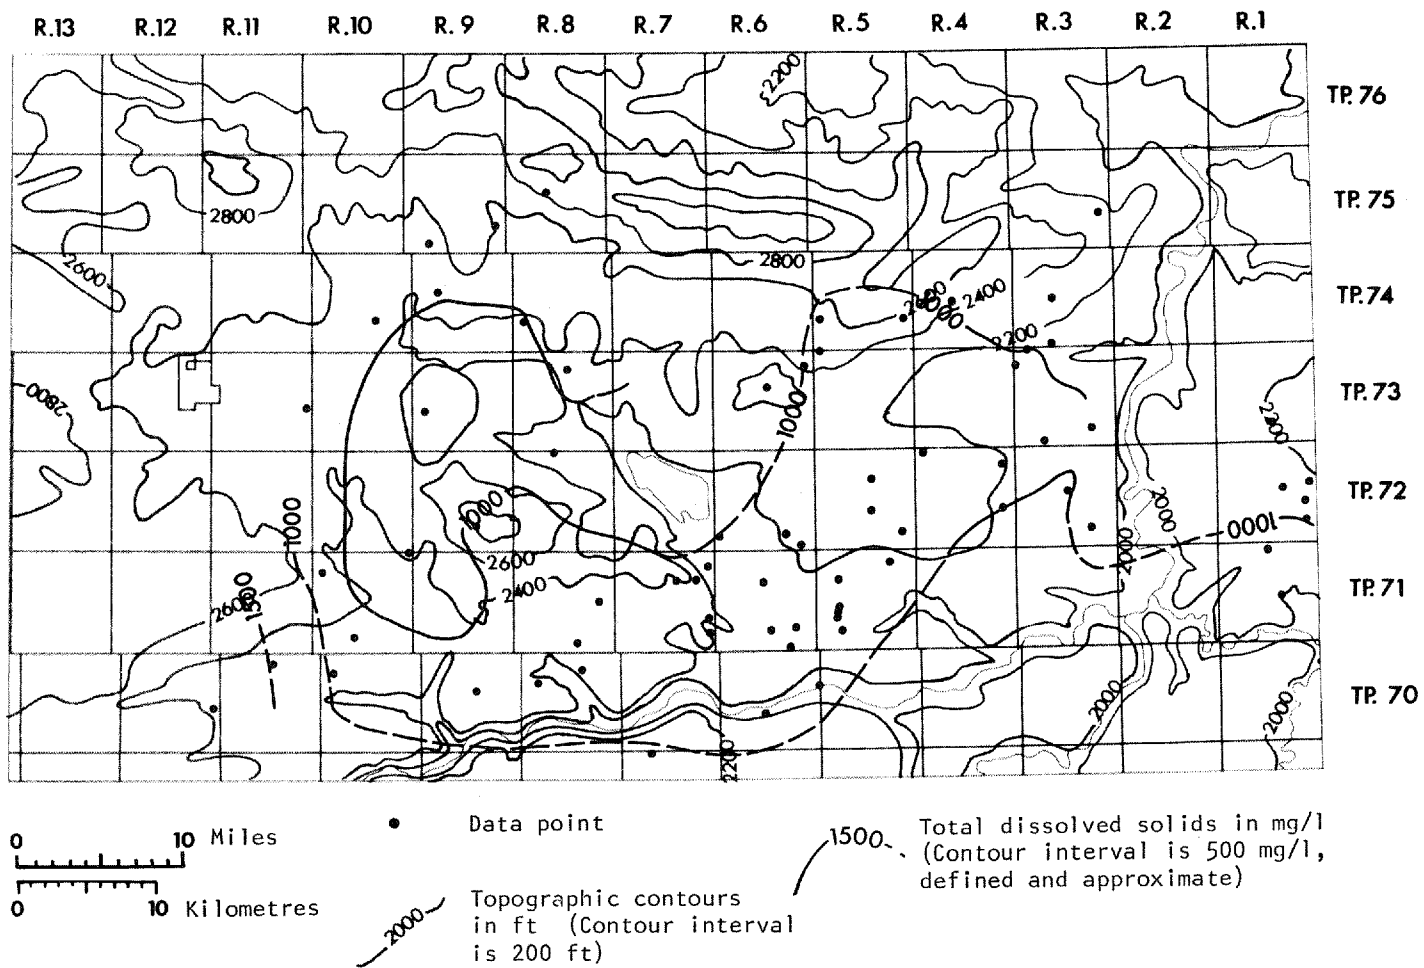 R.13 R.12 R.11 R.10 R.9 R.8 R.7 R.6 R.5 R.4 R.3 R.2 R.1
2200
TP. 76
2800
TP. 75
2600
2800
2600
2400
TP. 74
2200
2800
1000
2200
TP. 73
1000
1000
2000
TP. 72
1000
2600
2000
2400
2600
1500
TP. 71
2000
2000
TP. 70
2200
0 10 Miles
0 10 Kilometres
Data point
2000
Topographic contours
in ft (Contour interval
is 200 ft)
1500
Total dissolved solids in mg/l
(Contour interval is 500 mg/l,
defined and approximate)